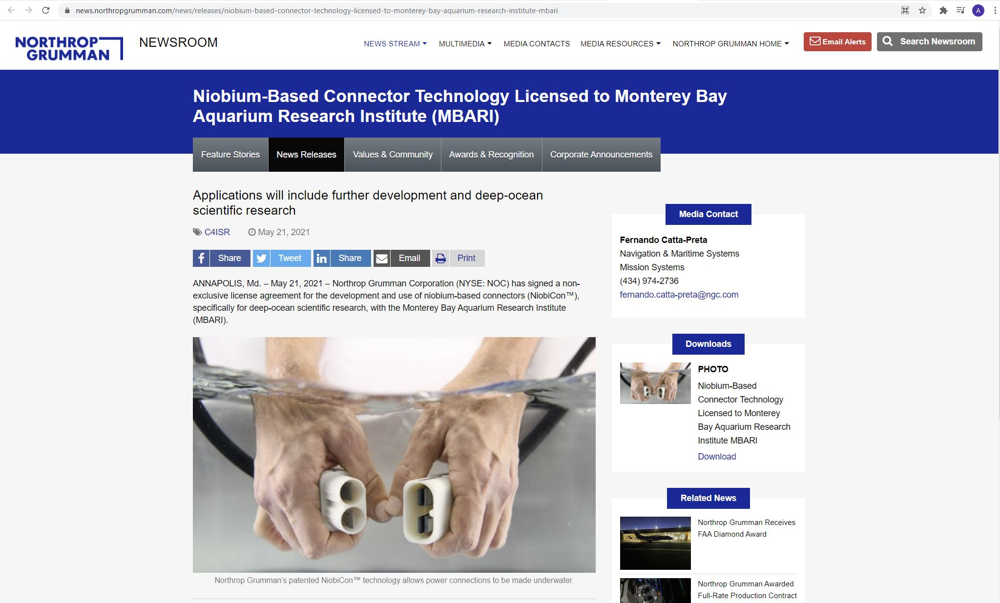 news.northropgrumman.com/news/releases/niobium-based-connector-technology-licensed-to-monterey-bay-aquarium-research-institute-mbari
A
NORTHROP
GRUMMAN
NEWSROOM
NEWS STREAM
MULTIMEDIA
MEDIA CONTACTS
MEDIA RESOURCES
NORTHROP GRUMMAN HOME
Email Alerts
Search Newsroom
Niobium-Based Connector Technology Licensed to Monterey Bay
Aquarium Research Institute (MBARI)
Feature Stories
News Releases
Values & Community
Awards & Recognition
Corporate Announcements
Applications will include further development and deep-ocean
scientific research
C4ISR
May 21, 2021
Share
Tweet
Share
Email
Print
ANNAPOLIS, Md. – May 21, 2021 – Northrop Grumman Corporation (NYSE: NOC) has signed a non-
exclusive license agreement for the development and use of niobium-based connectors (NiobiCon™),
specifically for deep-ocean scientific research, with the Monterey Bay Aquarium Research Institute
(MBARI).
Northrop Grumman's patented NiobiCon™ technology allows power connections to be made underwater.
Media Contact
Fernando Catta-Preta
Navigation & Maritime Systems
Mission Systems
(434) 974-2736
fernando.catta-preta@ngc.com
Downloads
PHOTO
Niobium-Based
Connector Technology
Licensed to Monterey
Bay Aquarium Research
Institute MBARI
Download
Related News
Northrop Grumman Receives
FAA Diamond Award
Northrop Grumman Awarded
Full-Rate Production Contract